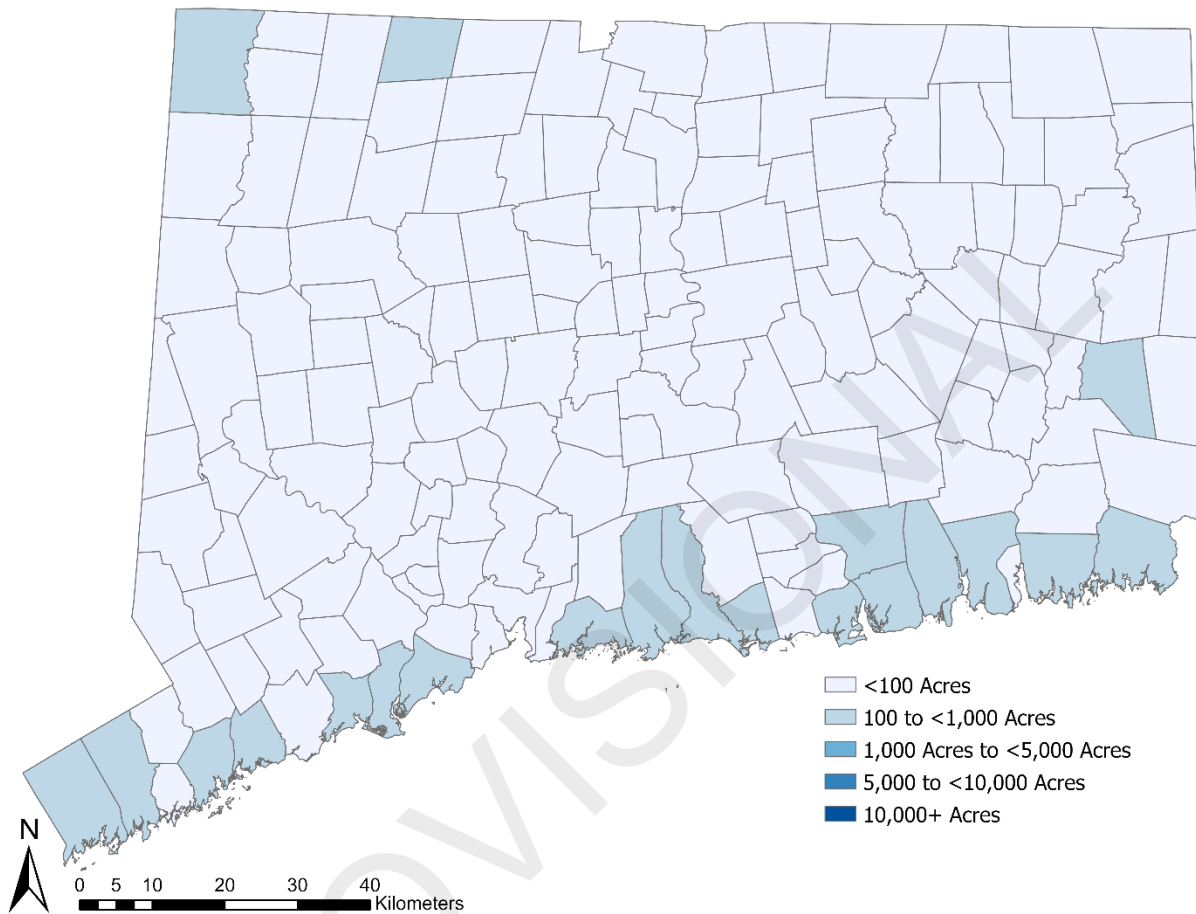 <100 Acres
100 to <1,000 Acres
1,000 Acres to <5,000 Acres
5,000 to <10,000 Acres
10,000+ Acres
N
0 5 10 20 30 40
Kilometers
OVISIONAL